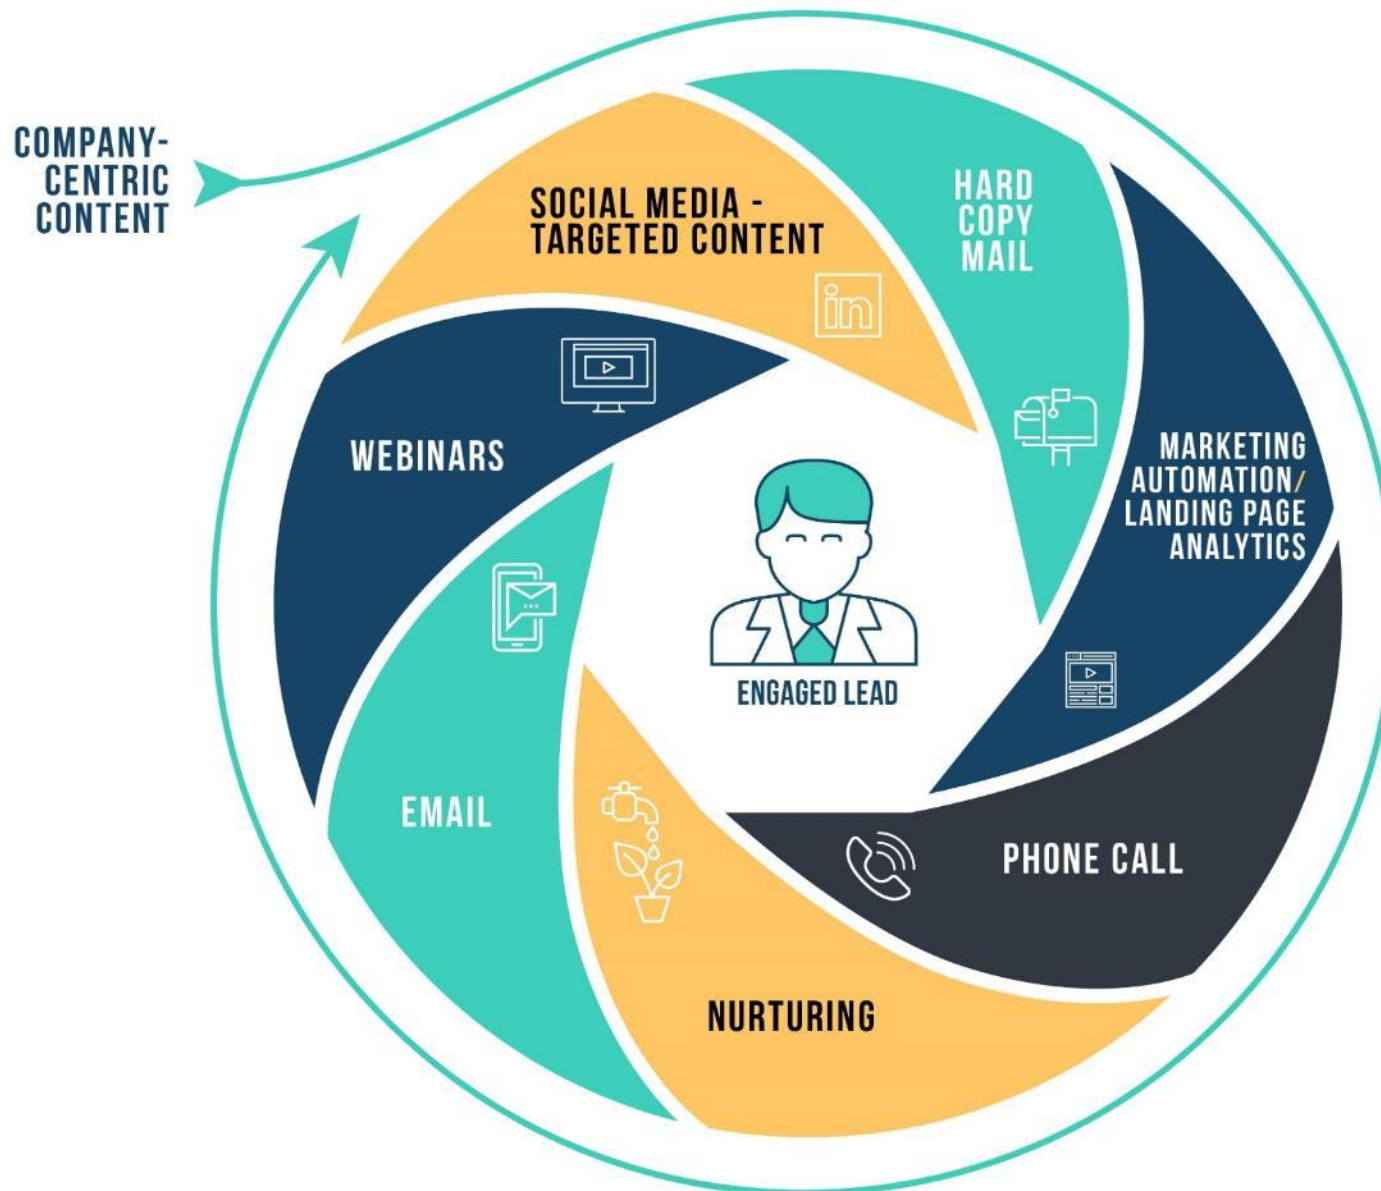 COMPANY-
CENTRIC
CONTENT
SOCIAL MEDIA -
TARGETED CONTENT
in
HARD
COPY
MAIL
MARKETING
AUTOMATION/
LANDING PAGE
ANALYTICS
PHONE CALL
NURTURING
EMAIL
WEBINARS
ENGAGED LEAD